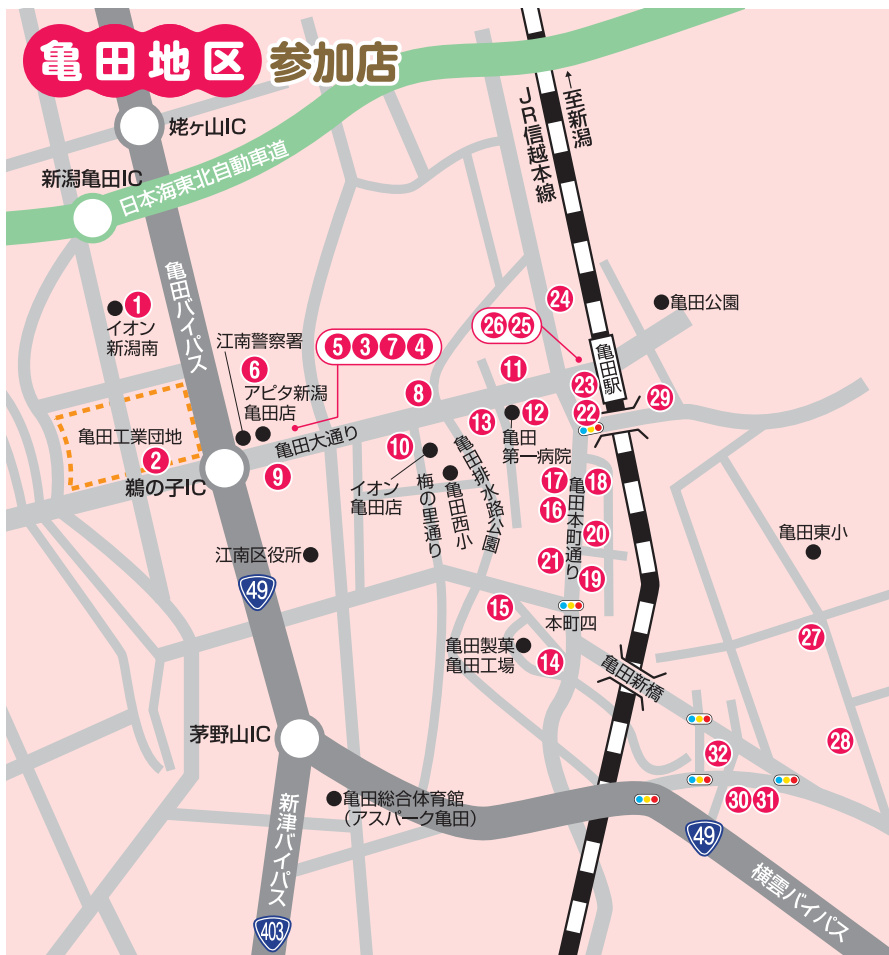 亀田地区 参加店
姥ヶ山IC
新潟亀田IC
日本海東北自動車道
JR信越本線
←至新潟
亀田バイパス
1
イオン
新潟南
江南警察署
6
アピタ新潟
亀田店
5 3 7 4
26 25
24
亀田公園
亀田駅
11
23
29
22
8
13
12
亀田
第一病院
亀田工業団地
2
鵜の子IC
亀田大通り
9
10
イオン
亀田店
梅の里通り
亀田西小
亀田排水路公園
17
18
16
亀田本町通り
20
21
19
亀田東小
江南区役所
49
15
本町四
亀田製菓
亀田工場
14
亀田新橋
27
28
32
30 31
茅野山IC
亀田総合体育館
（アスパーク亀田）
新津バイパス
403
49
横雲バイパス